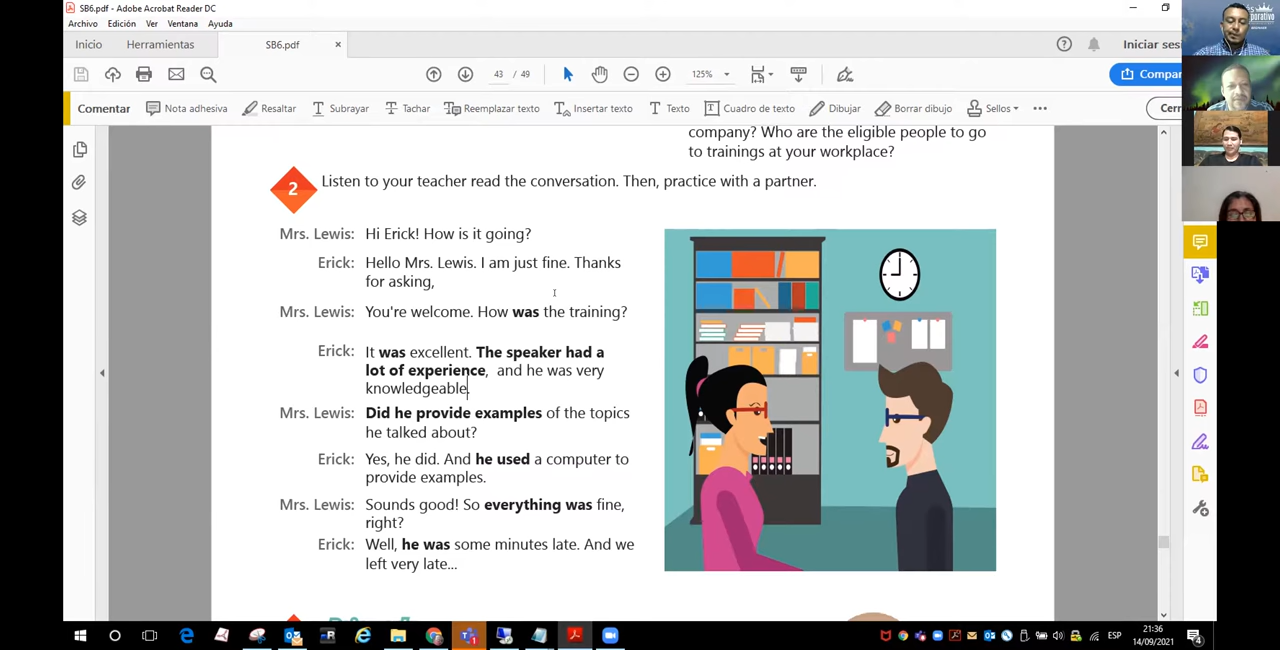 SB6.pdf - Adobe Acrobat Reader DC
Archivo Edición Ver Ventana Ayuda
Inicio Herramientas SB6.pdf × Iniciar ses
43 / 49 125% Compar
Comentar Nota adhesiva Resaltar Subrayar Tachar Reemplazar texto Insertar texto Texto Cuadro de texto Dibujar Borrar dibujo Sellos Cerr
company? Who are the eligible people to go
to trainings at your workplace?
2 Listen to your teacher read the conversation. Then, practice with a partner.
Mrs. Lewis: Hi Erick! How is it going?
Erick: Hello Mrs. Lewis. I am just fine. Thanks
for asking,
Mrs. Lewis: You're welcome. How was the training?
Erick: It was excellent. The speaker had a
lot of experience, and he was very
knowledgeable.
Mrs. Lewis: Did he provide examples of the topics
he talked about?
Erick: Yes, he did. And he used a computer to
provide examples.
Mrs. Lewis: Sounds good! So everything was fine,
right?
Erick: Well, he was some minutes late. And we
left very late...
ESP
21:36
14/09/2021
4